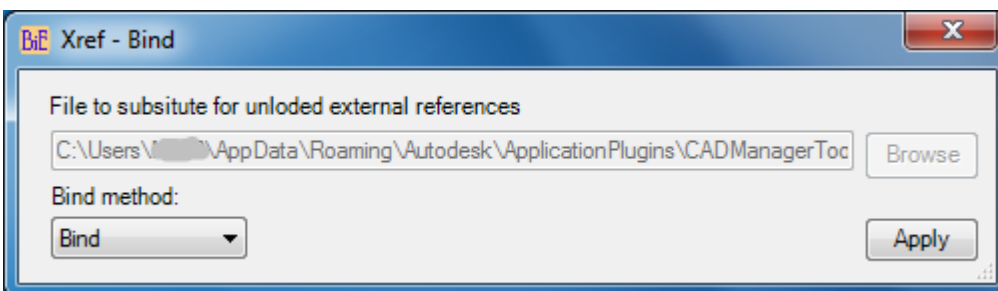 BiE Xref - Bind
File to subsitute for unloded external references
C:\Users\ \AppData\Roaming\Autodesk\ApplicationPlugins\CADManagerToo Browse
Bind method:
Bind Apply